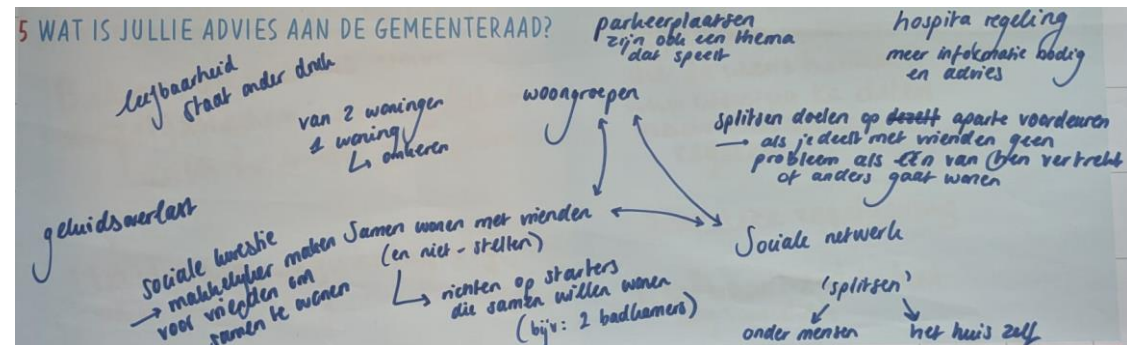 5 WAT IS JULLIE ADVIES AAN DE GEMEENTERAAD?
leefbaarheid
staat onder druk
van 2 woningen
1 woning
↳ omkeren
woongroepen
parkeerplaatsen
zijn ook een thema
dat speelt
hospita regeling
meer informatie nodig
en advies
splitsen doelen op dezelf aparte voordeuren
→ als je deelt met vrienden geen
probleem als één van hen vertrekt
of anders gaat wonen
geluidsoverlast
sociale kwestie
→ makkelijker maken
voor vrienden om
samen te wonen
Samen wonen met vrienden
(en niet-stellen)
↳ richten op starters
die samen willen wonen
(bijv: 2 badkamers)
Sociale netwerk
'splitsen'
onder mensen
het huis zelf